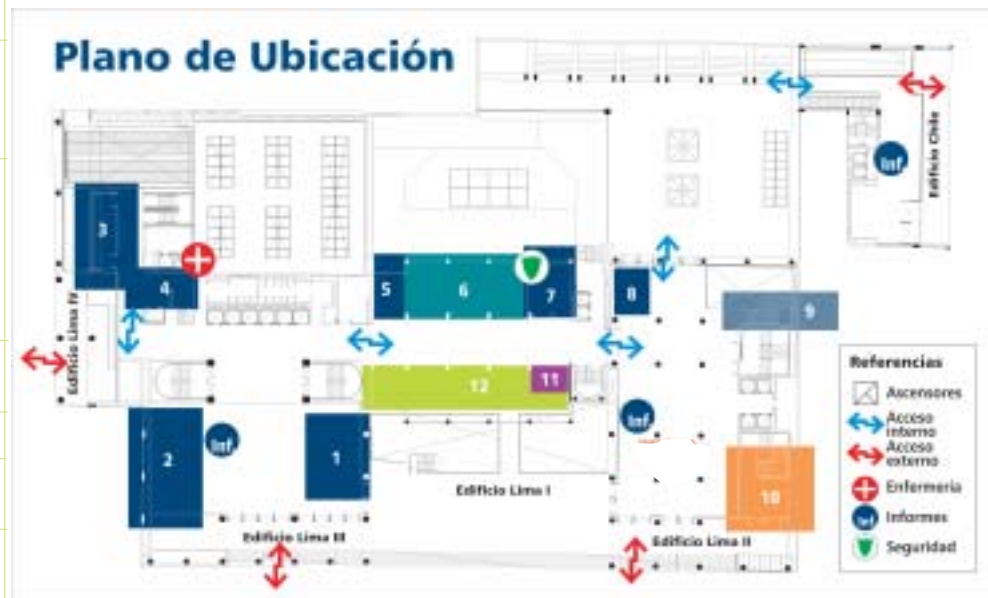 Plano de Ubicación
Inf
Edificio Chile
3
4
5
6
7
8
9
Edificio Lima IV
12
11
Inf
Inf
2
1
10
Edificio Lima I
Edificio Lima III
Edificio Lima II
Referencias
Ascensores
Acceso
interno
Acceso
externo
Enfermería
Inf
Informes
Seguridad